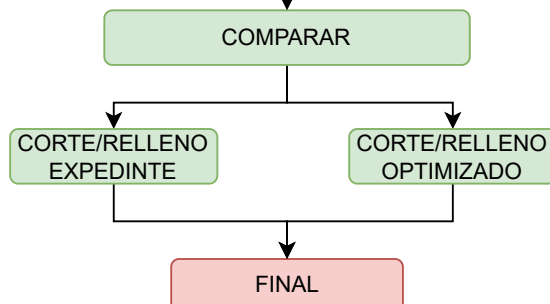 COMPARAR
CORTE/RELLENO
EXPEDINTE
CORTE/RELLENO
OPTIMIZADO
FINAL